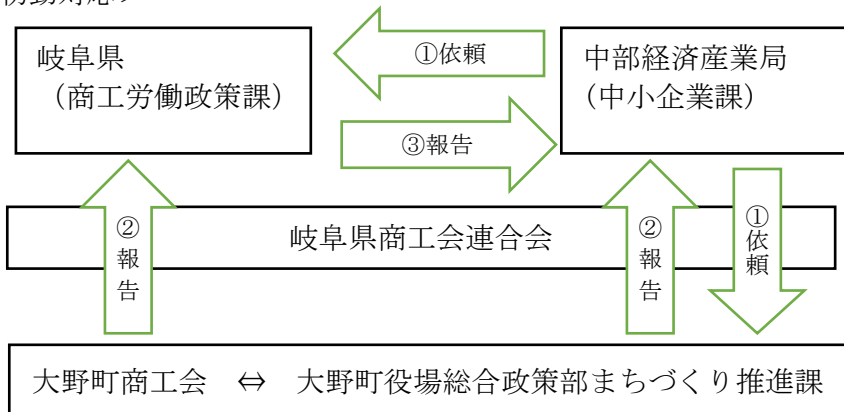 岐阜県
（商工労働政策課）
①依頼
中部経済産業局
（中小企業課）
③報告
②報告
岐阜県商工会連合会
②報告
①依頼
大野町商工会　⇔　大野町役場総合政策部まちづくり推進課